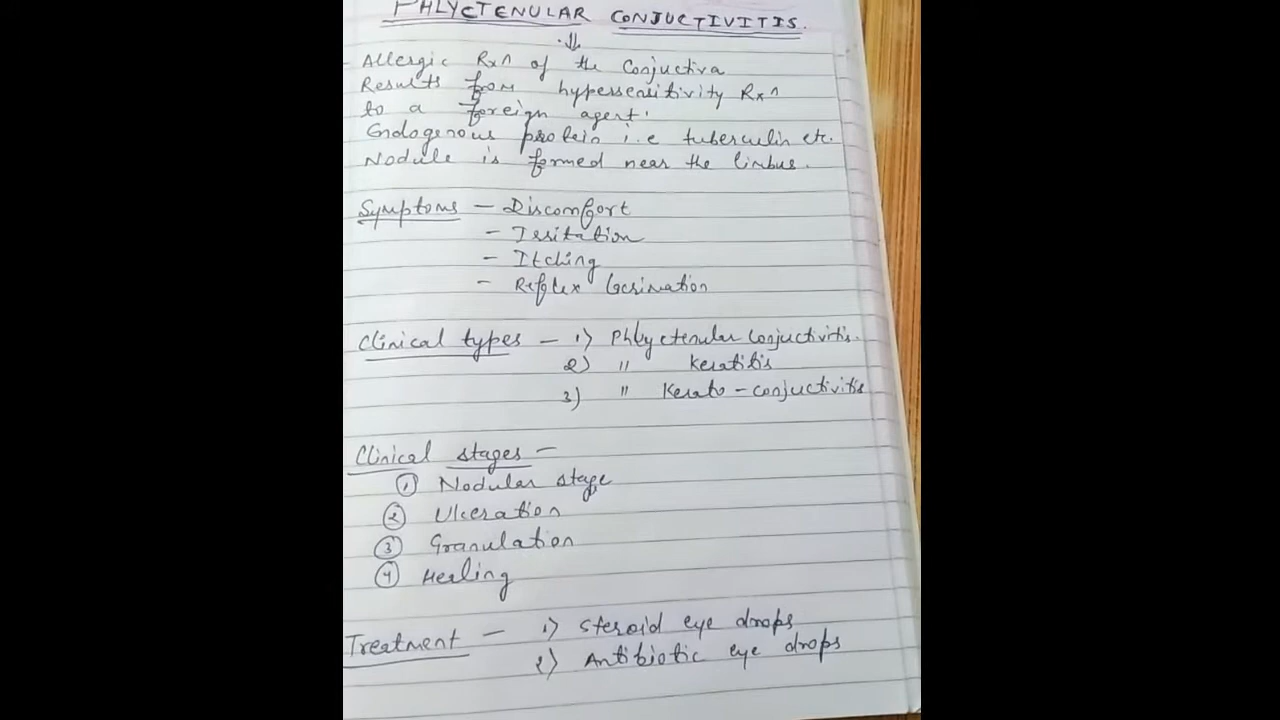 PHLYCTENULAR CONJUCTIVITIS.
⇓
- Allergic Rxn of the Conjuctiva
Results from hypersensitivity Rxn
to a foreign agent.
Endogenous protein i.e tuberculin etc.
Nodule is formed near the limbus.
Symptoms - Discomfort
- Irritation
- Itching
- Reflex lacrimation
Clinical types - 1) Phlyctenular Conjuctivitis.
2) " Keratitis
3) " Kerato - conjuctivitis
Clinical stages -
① Nodular stage
② Ulceration
③ Granulation
④ Healing
Treatment - 1) Steroid eye drops
2) Antibiotic eye drops